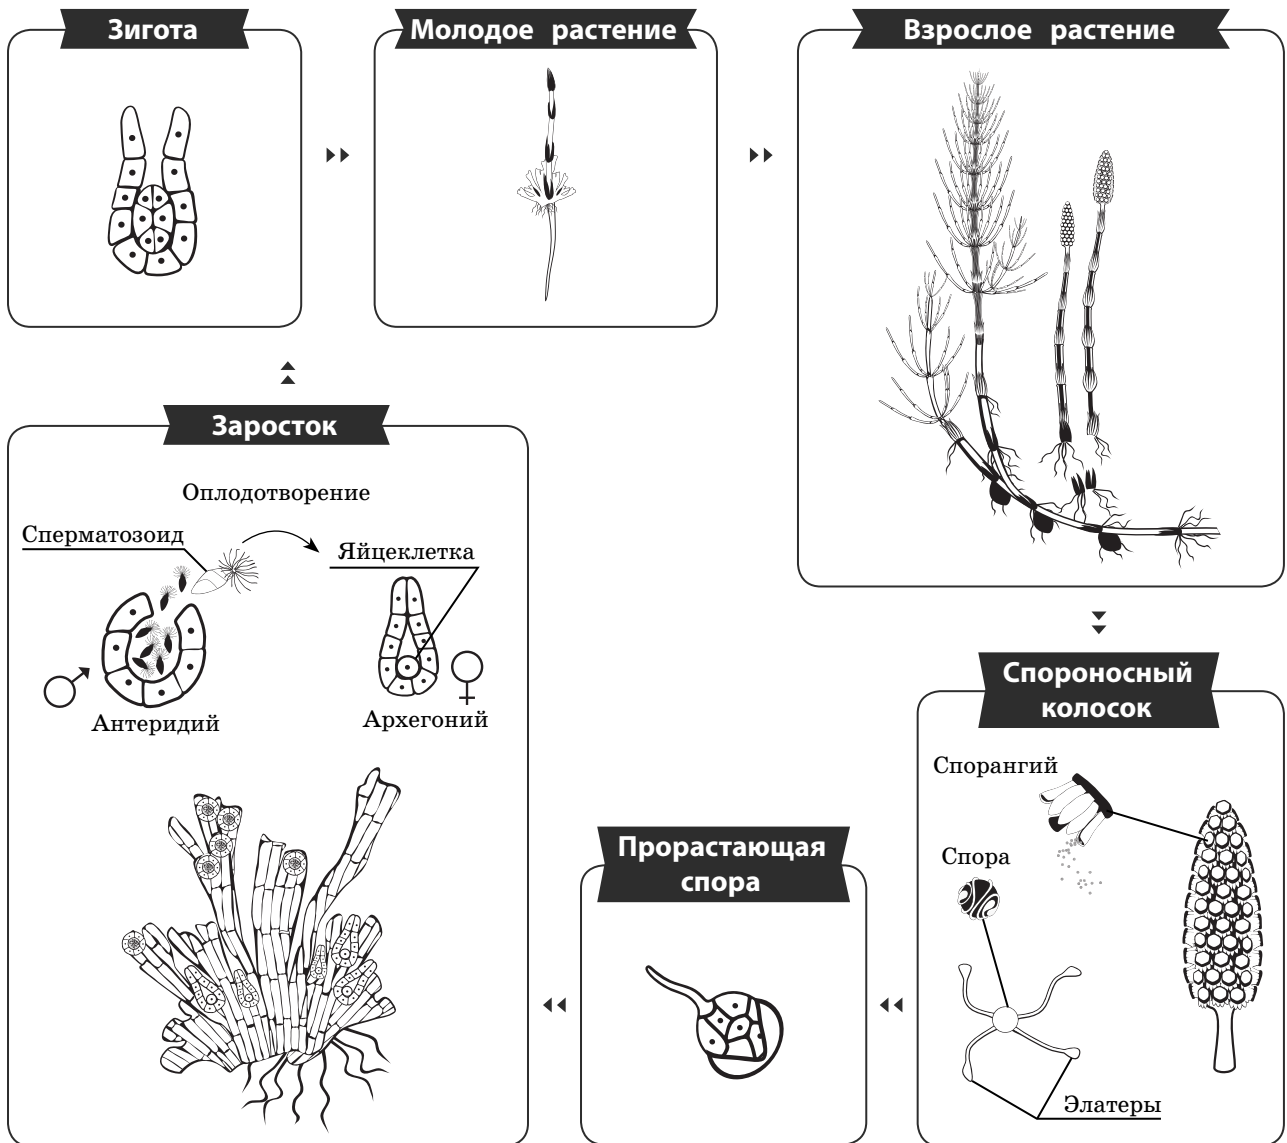 Зигота
Молодое растение
Взрослое растение
Заросток
Оплодотворение
Сперматозоид
Яйцеклетка
Антеридий
Архегоний
Спороносный
колосок
Спорангий
Спора
Элатеры
Прорастающая
спора